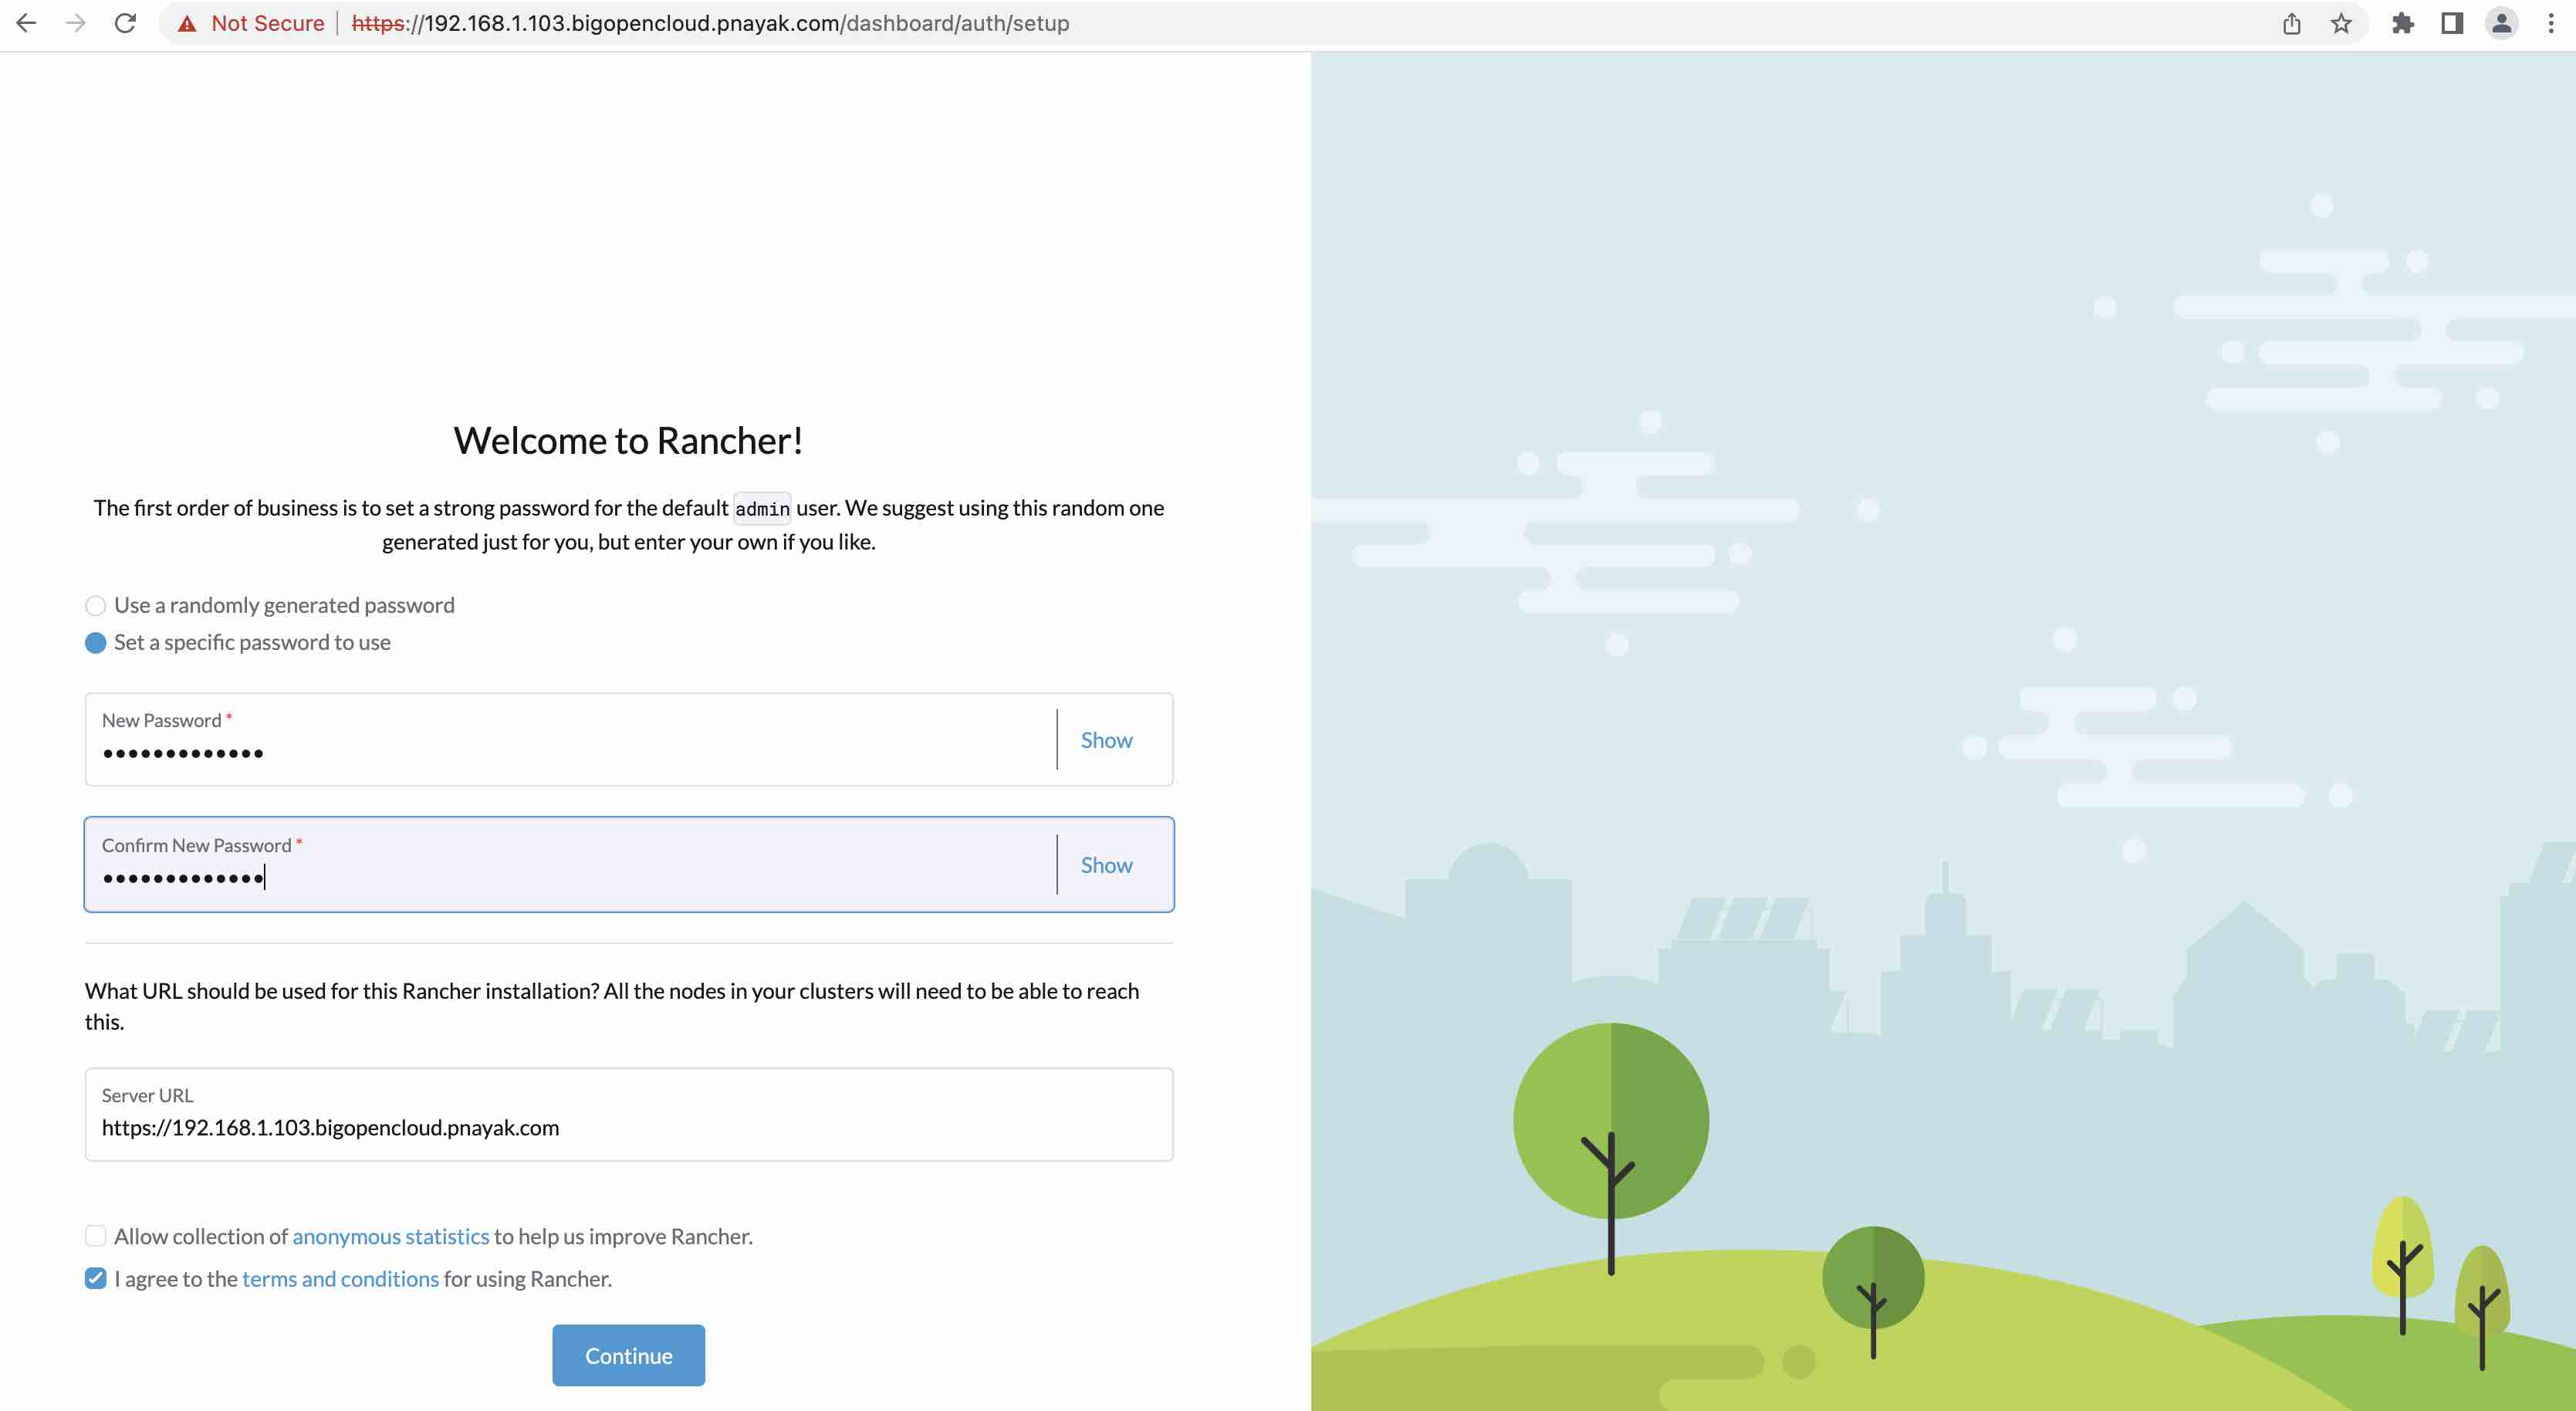 Not Secure | https://192.168.1.103.bigopencloud.pnayak.com/dashboard/auth/setup
Welcome to Rancher!
The first order of business is to set a strong password for the default admin user. We suggest using this random one
generated just for you, but enter your own if you like.
Use a randomly generated password
Set a specific password to use
New Password *
•••••••••••••
Show
Confirm New Password *
•••••••••••••
Show
What URL should be used for this Rancher installation? All the nodes in your clusters will need to be able to reach
this.
Server URL
https://192.168.1.103.bigopencloud.pnayak.com
Allow collection of anonymous statistics to help us improve Rancher.
I agree to the terms and conditions for using Rancher.
Continue